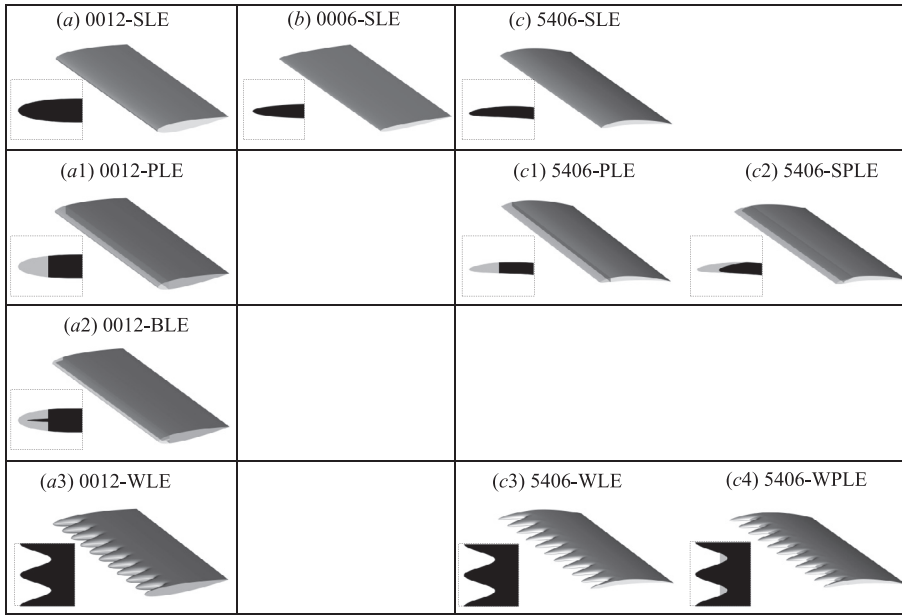 (a) 0012-SLE
(b) 0006-SLE
(c) 5406-SLE
(a1) 0012-PLE
(c1) 5406-PLE
(c2) 5406-SPLE
(a2) 0012-BLE
(a3) 0012-WLE
(c3) 5406-WLE
(c4) 5406-WPLE